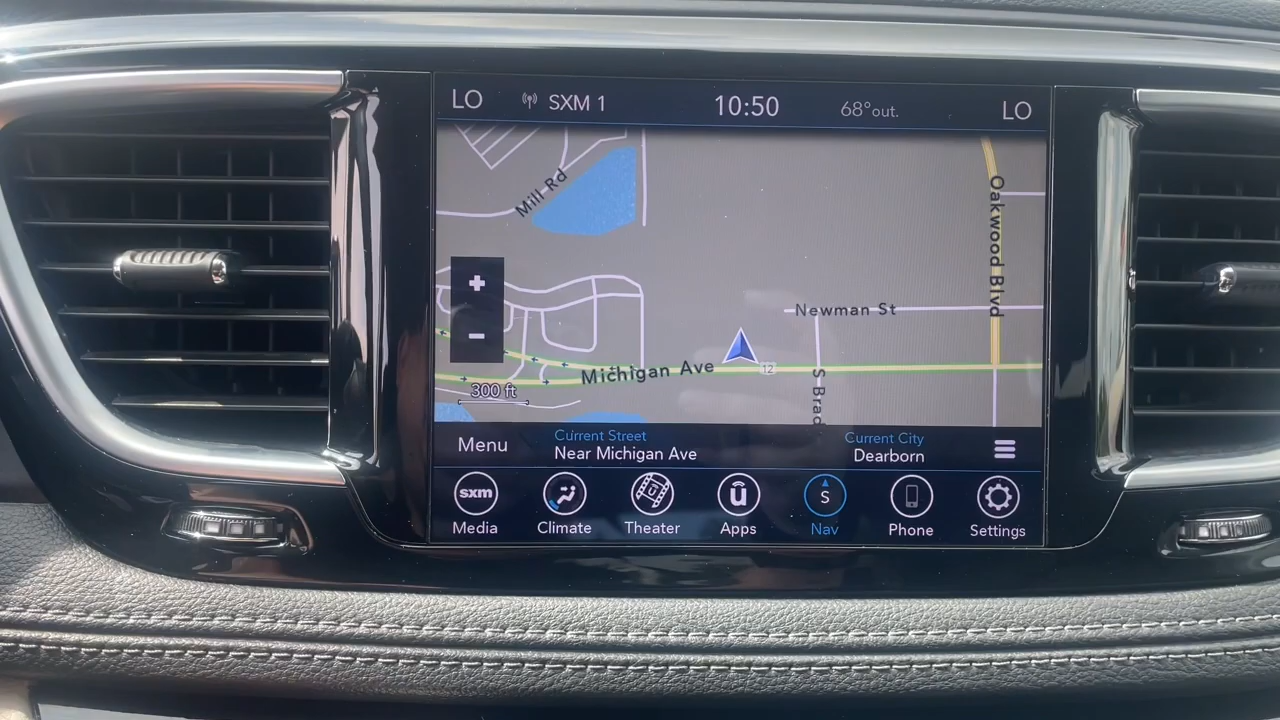 LO SXM 1 10:50 68° out. LO
Mill Rd
Oakwood Blvd
+
Newman St
-
Michigan Ave 12
S Brad
300 ft
Menu Current Street Current City
Near Michigan Ave Dearborn
sxm S
Media Climate Theater Apps Nav Phone Settings